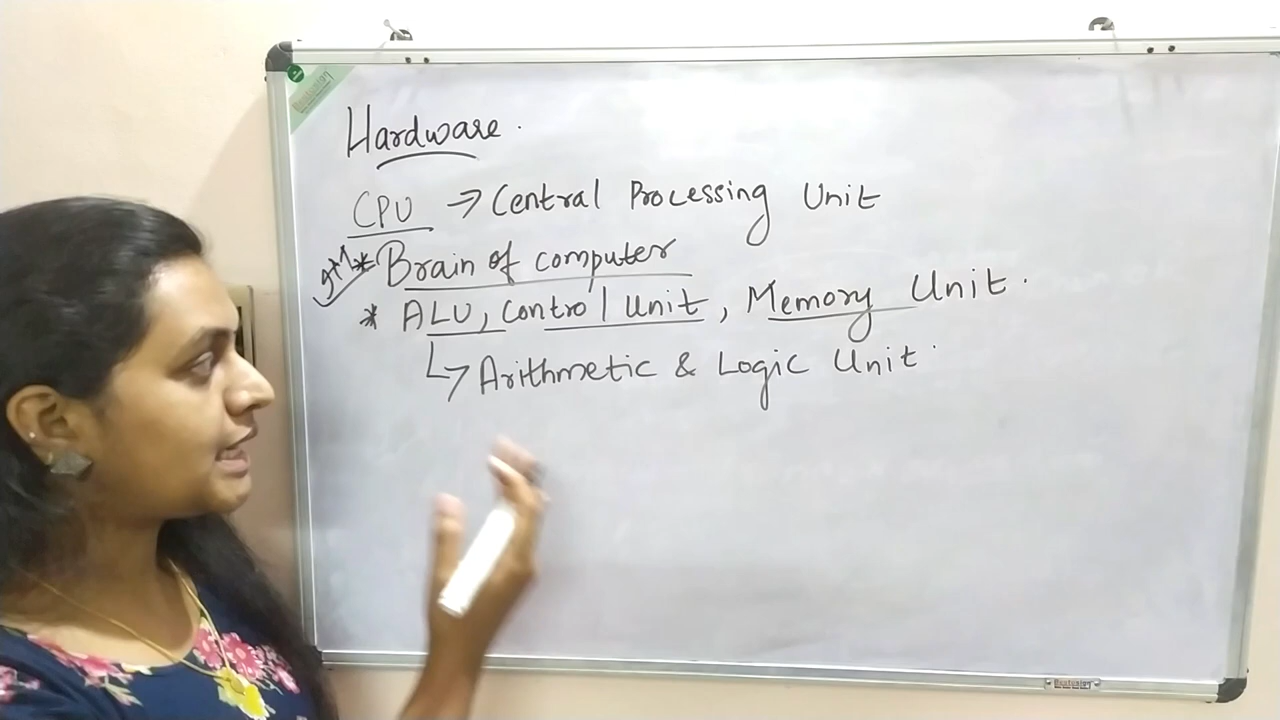 Hardware.
CPU → Central Processing Unit
* Brain of computer
* ALU, Control Unit, Memory Unit.
↳ Arithmetic & Logic Unit.